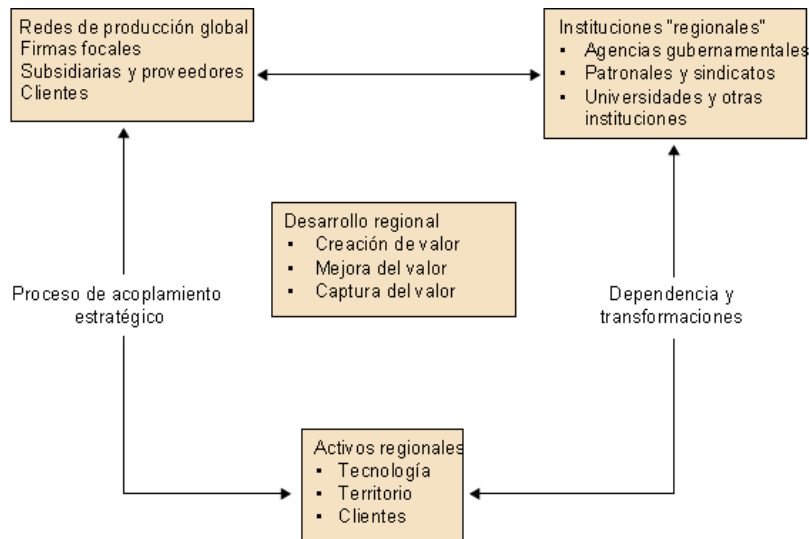 Redes de producción global
Firmas focales
Subsidiarias y proveedores
Clientes
Instituciones "regionales"
▪ Agencias gubernamentales
▪ Patronales y sindicatos
▪ Universidades y otras
instituciones
Desarrollo regional
▪ Creación de valor
▪ Mejora del valor
▪ Captura del valor
Proceso de acoplamiento
estratégico
Dependencia y
transformaciones
Activos regionales
▪ Tecnología
▪ Territorio
▪ Clientes